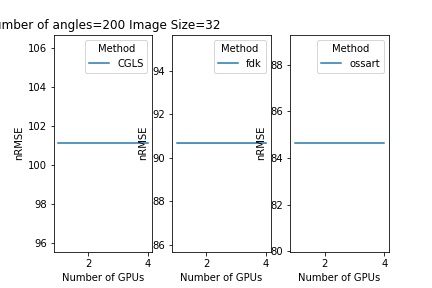 mber of angles=200 Image Size=32
Method
CGLS
106
104
102
100
98
96
nRMSE
2
4
Number of GPUs
Method
fdk
94
92
90
88
86
nRMSE
2
4
Number of GPUs
Method
ossart
88
86
84
82
80
nRMSE
2
4
Number of GPUs